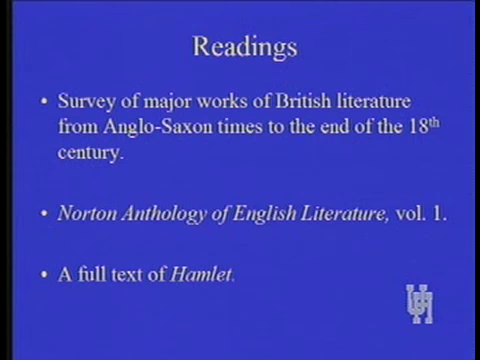 Readings
• Survey of major works of British literature
from Anglo-Saxon times to the end of the 18th
century.
• Norton Anthology of English Literature, vol. 1.
• A full text of Hamlet.
UH